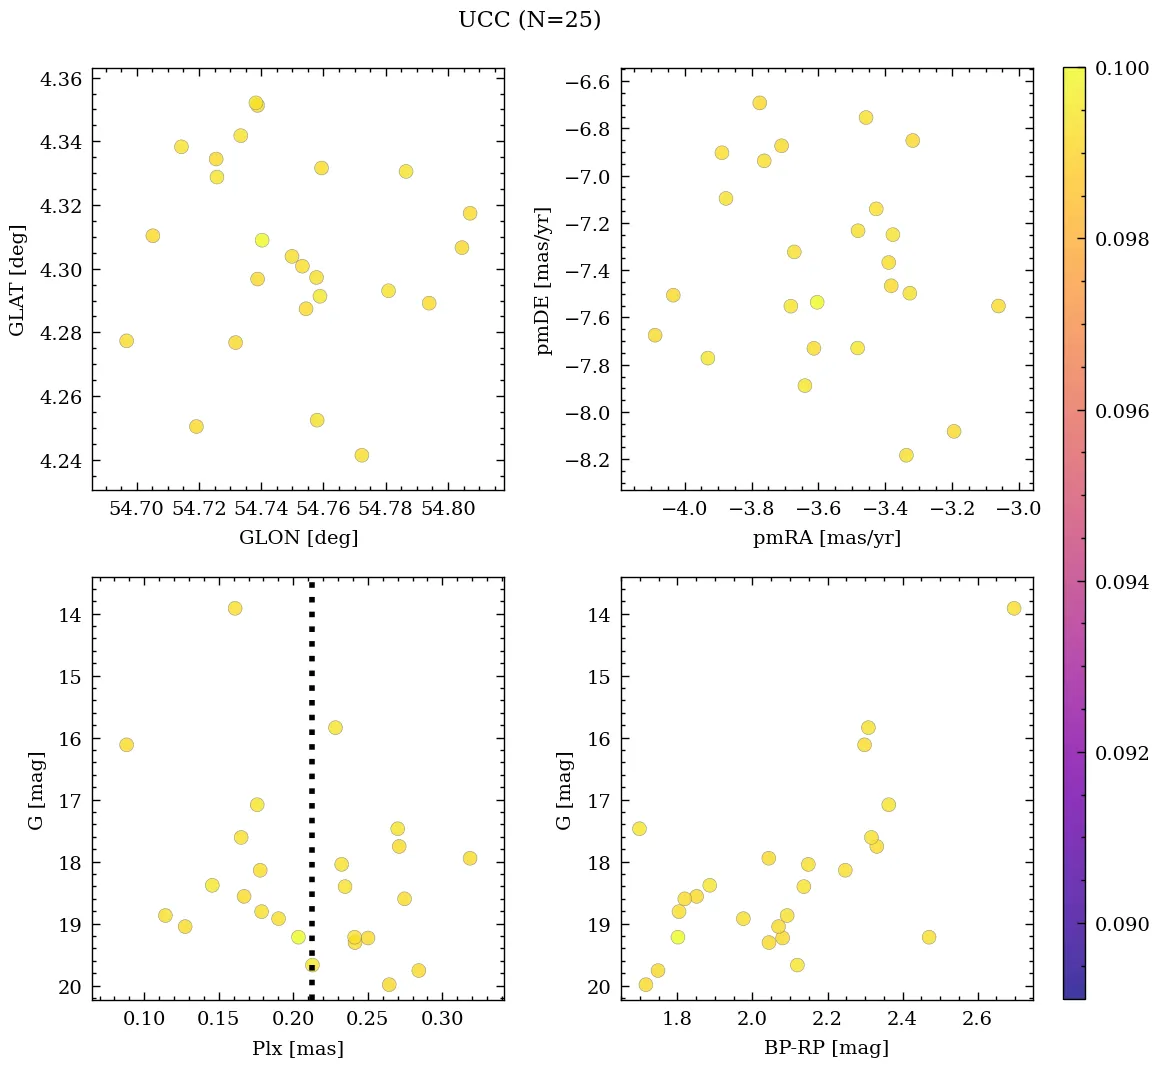 UCC (N=25)
4.36
4.34
4.32
4.30
4.28
4.26
4.24
GLAT [deg]
54.70 54.72 54.74 54.76 54.78 54.80
GLON [deg]
−6.6
−6.8
−7.0
−7.2
−7.4
−7.6
−7.8
−8.0
−8.2
pmDE [mas/yr]
−4.0 −3.8 −3.6 −3.4 −3.2 −3.0
pmRA [mas/yr]
14
15
16
17
18
19
20
G [mag]
0.10 0.15 0.20 0.25 0.30
Plx [mas]
14
15
16
17
18
19
20
G [mag]
1.8 2.0 2.2 2.4 2.6
BP-RP [mag]
0.100
0.098
0.096
0.094
0.092
0.090